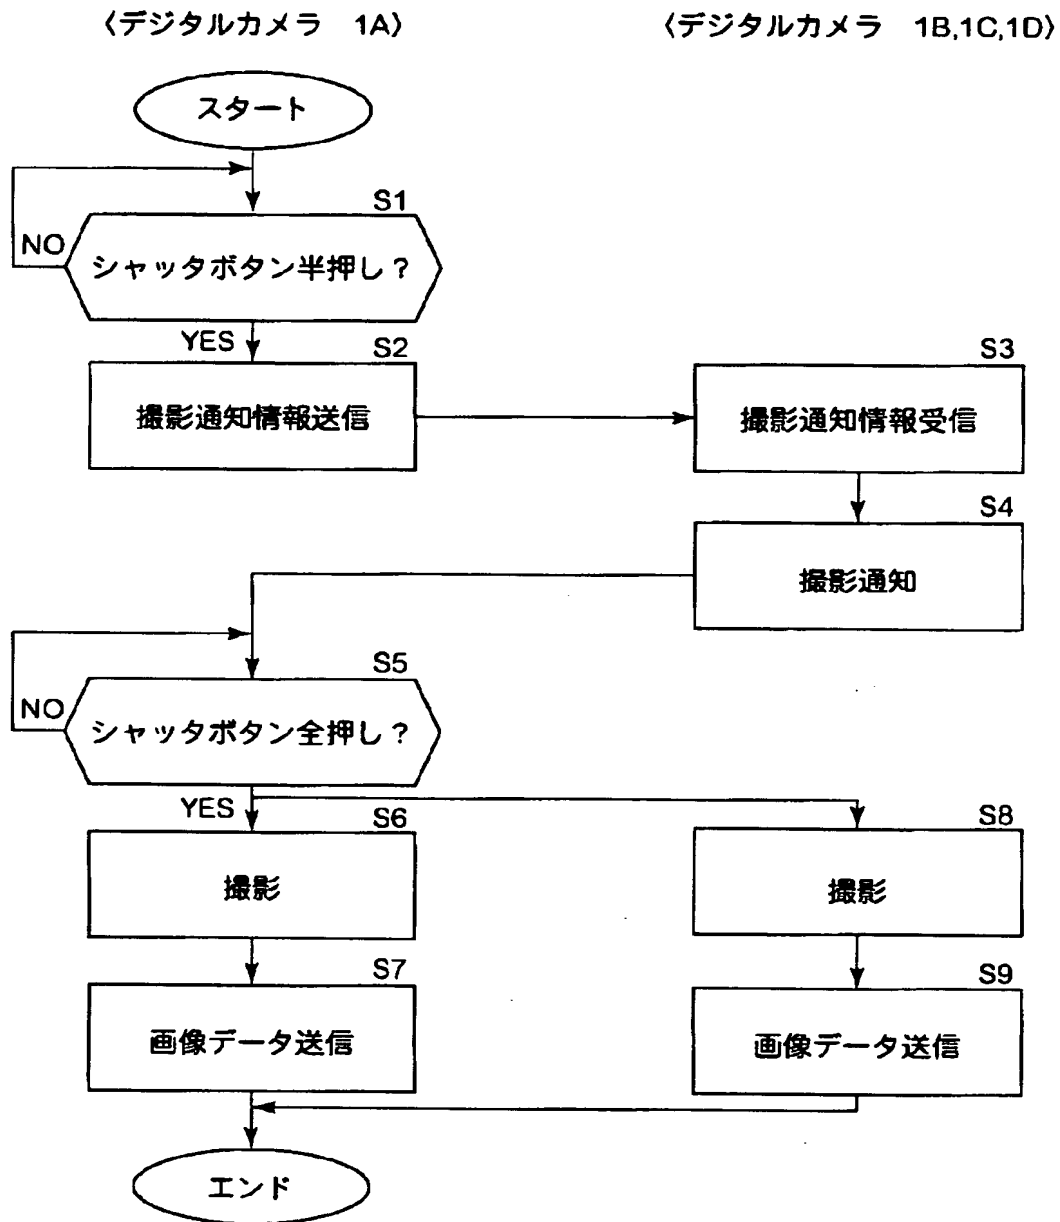 〈デジタルカメラ 1A〉
〈デジタルカメラ 1B,1C,1D〉
スタート
S1
NO
シャッタボタン半押し？
YES
S2
撮影通知情報送信
S3
撮影通知情報受信
S4
撮影通知
S5
NO
シャッタボタン全押し？
YES
S6
撮影
S8
撮影
S7
画像データ送信
S9
画像データ送信
エンド